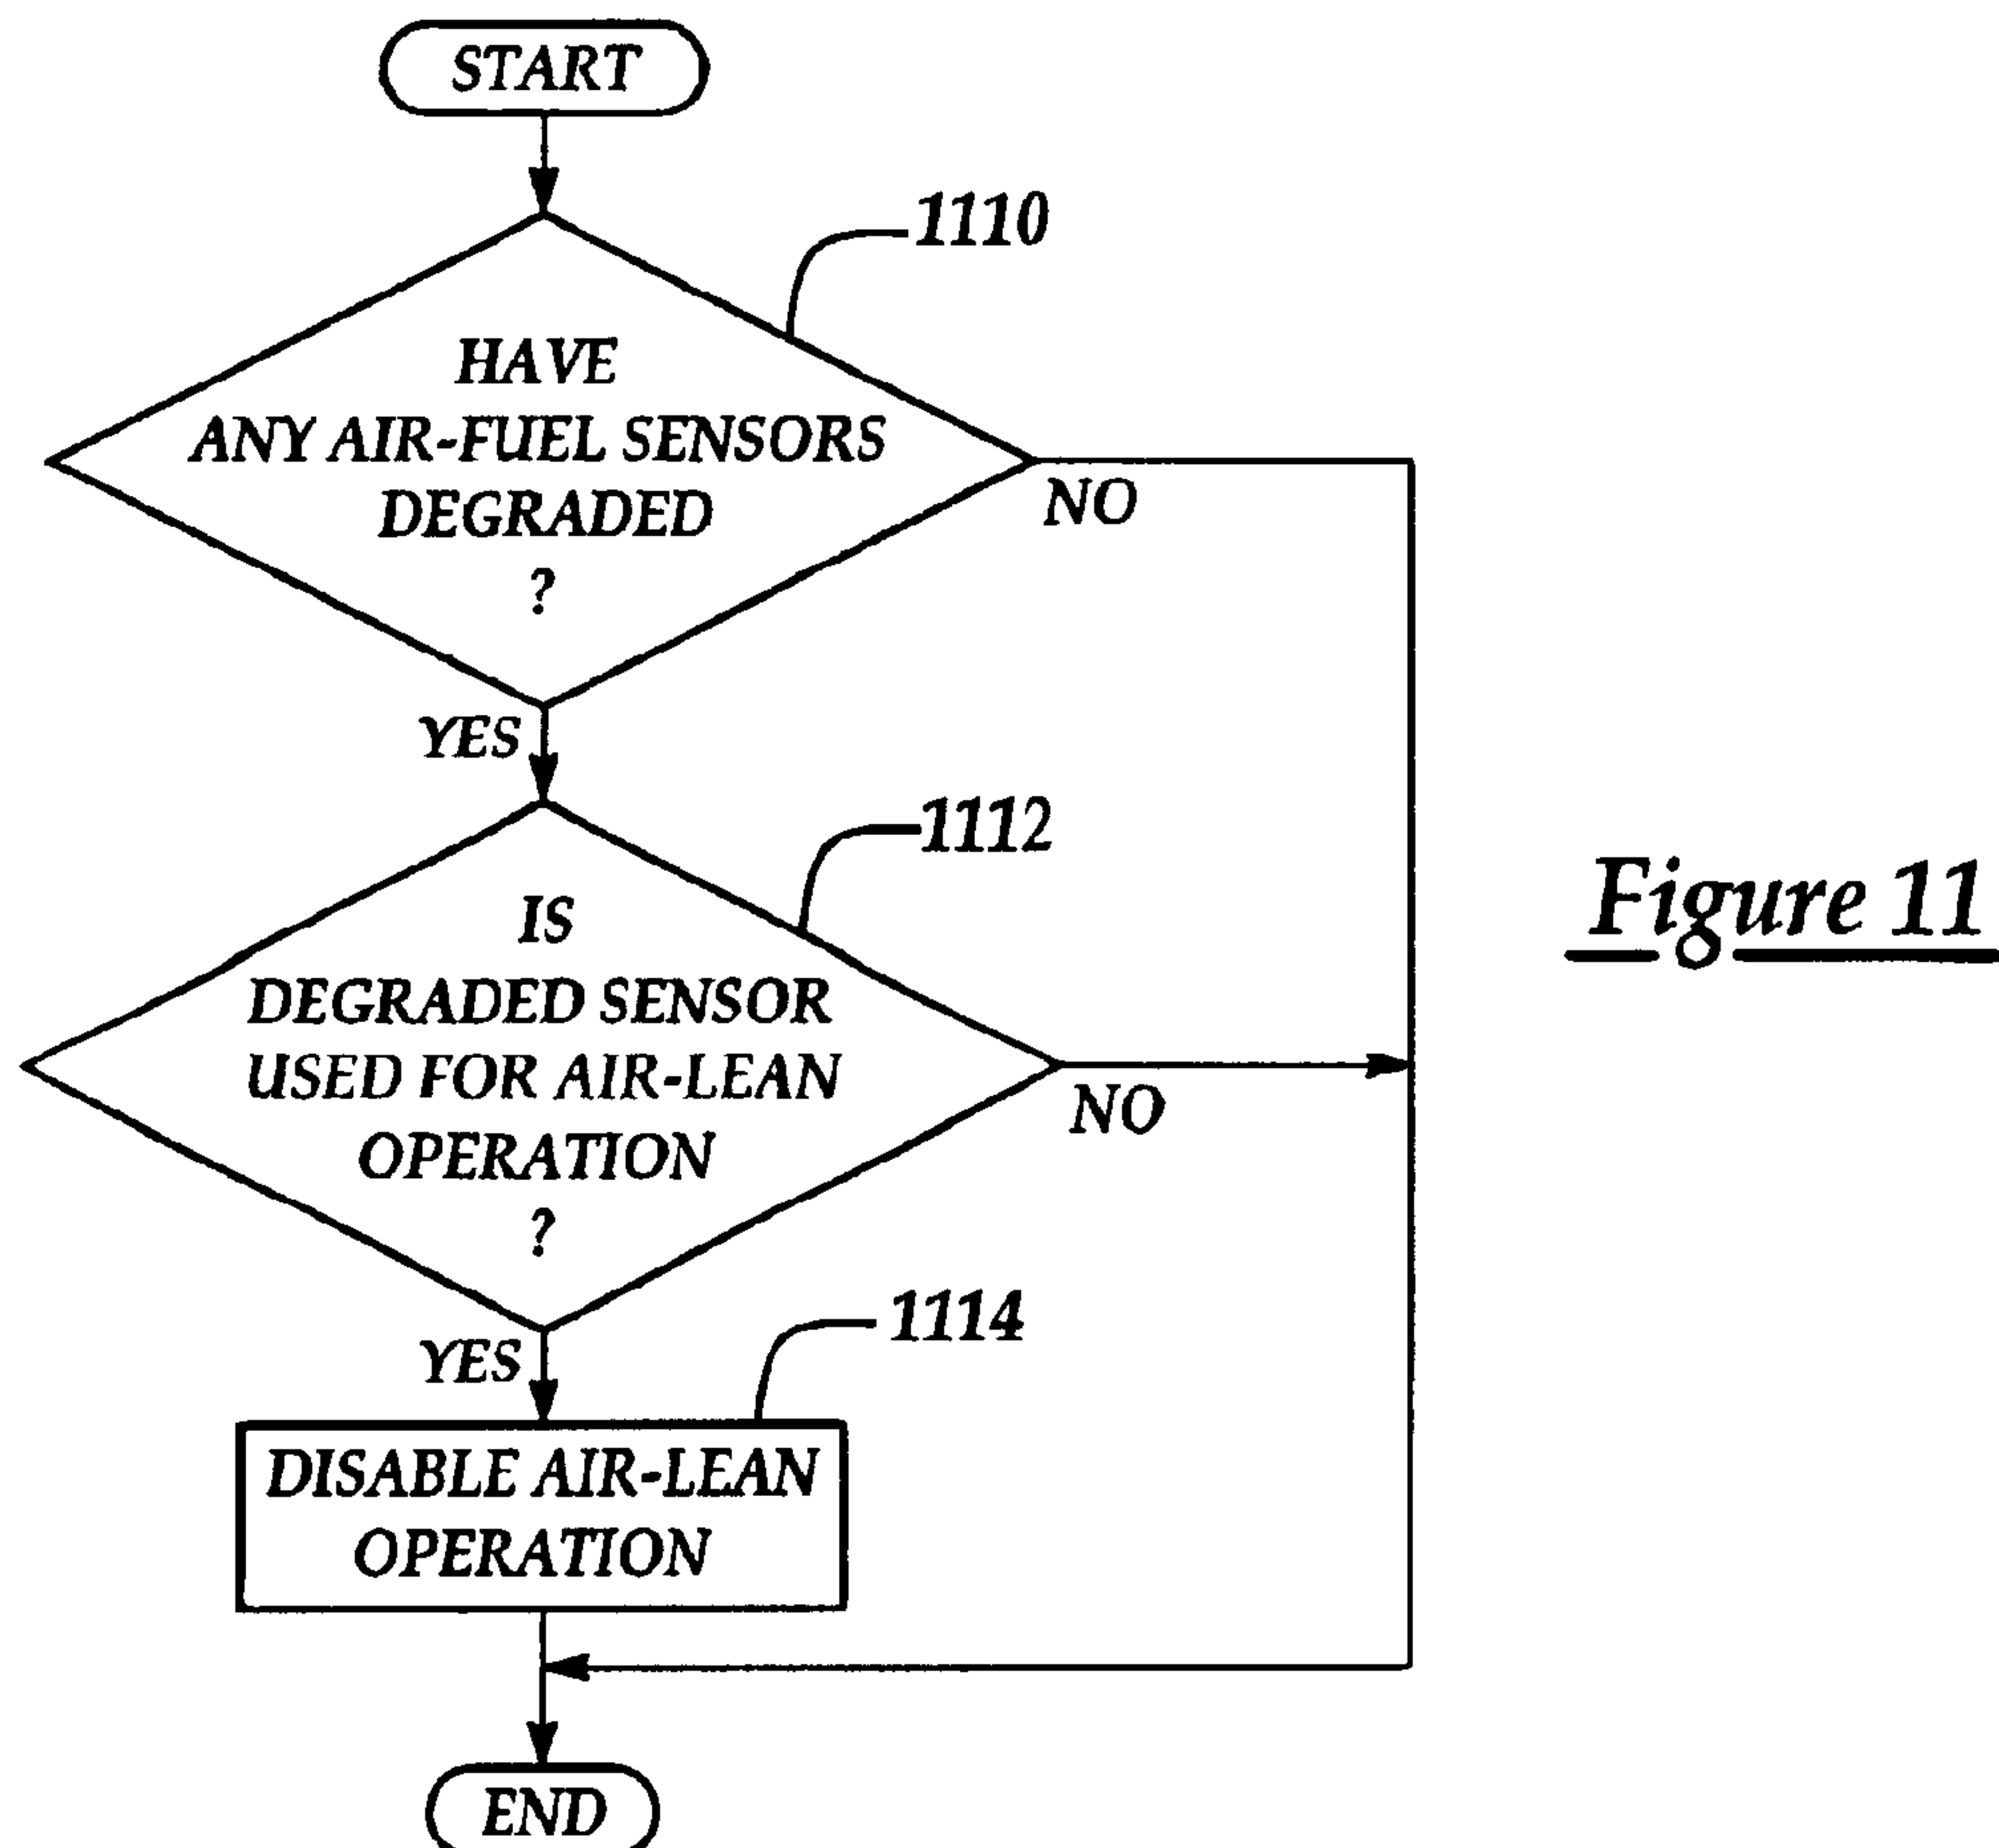 START
1110
HAVE
ANY AIR-FUEL SENSORS
DEGRADED
?
NO
YES
1112
IS
DEGRADED SENSOR
USED FOR AIR-LEAN
OPERATION
?
NO
YES
1114
DISABLE AIR-LEAN
OPERATION
END
Figure 11